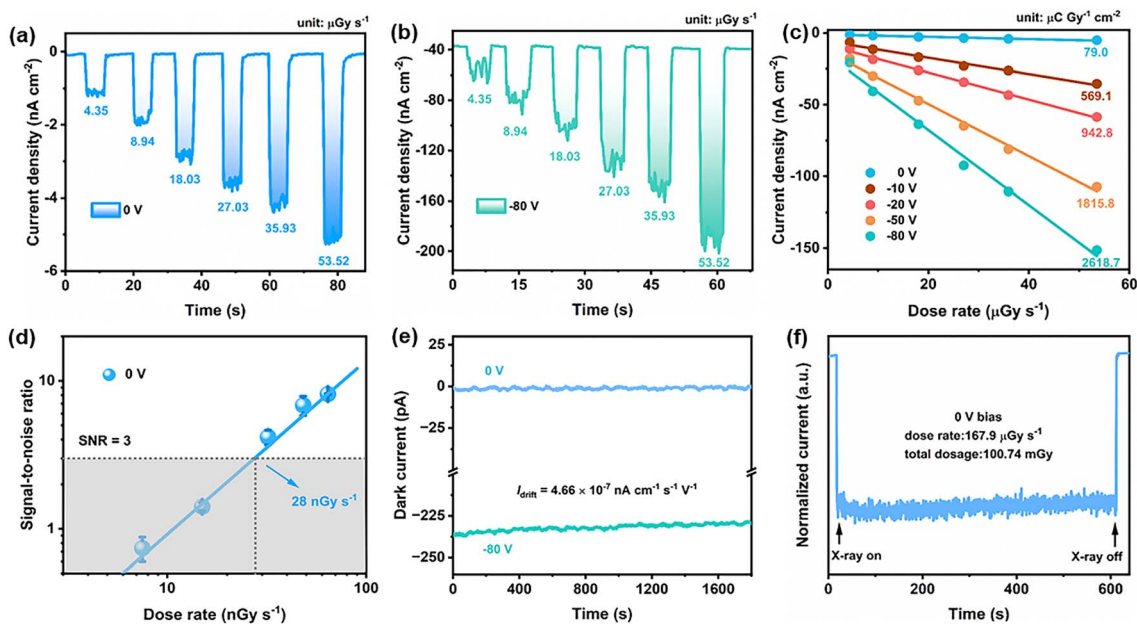 (a)
unit: μGy s⁻¹
Current density (nA cm⁻²)
0
-2
-4
-6
4.35
8.94
18.03
27.03
35.93
53.52
0 V
0
20
40
60
80
Time (s)
(b)
unit: μGy s⁻¹
Current density (nA cm⁻²)
-40
-80
-120
-160
-200
4.35
8.94
18.03
27.03
35.93
53.52
-80 V
0
15
30
45
60
Time (s)
(c)
unit: μC Gy⁻¹ cm⁻²
Current density (nA cm⁻²)
0
-50
-100
-150
79.0
569.1
942.8
1815.8
2618.7
0 V
-10 V
-20 V
-50 V
-80 V
0
20
40
60
Dose rate (μGy s⁻¹)
(d)
Signal-to-noise ratio
10
1
0 V
SNR = 3
28 nGy s⁻¹
10
100
Dose rate (nGy s⁻¹)
(e)
Dark current (pA)
25
0
−25
−225
−250
0 V
Idrift = 4.66 × 10⁻⁷ nA cm⁻¹ s⁻¹ V⁻¹
-80 V
0
400
800
1200
1600
Time (s)
(f)
Normalized current (a.u.)
0 V bias
dose rate:167.9 μGy s⁻¹
total dosage:100.74 mGy
X-ray on
X-ray off
0
200
400
600
Time (s)